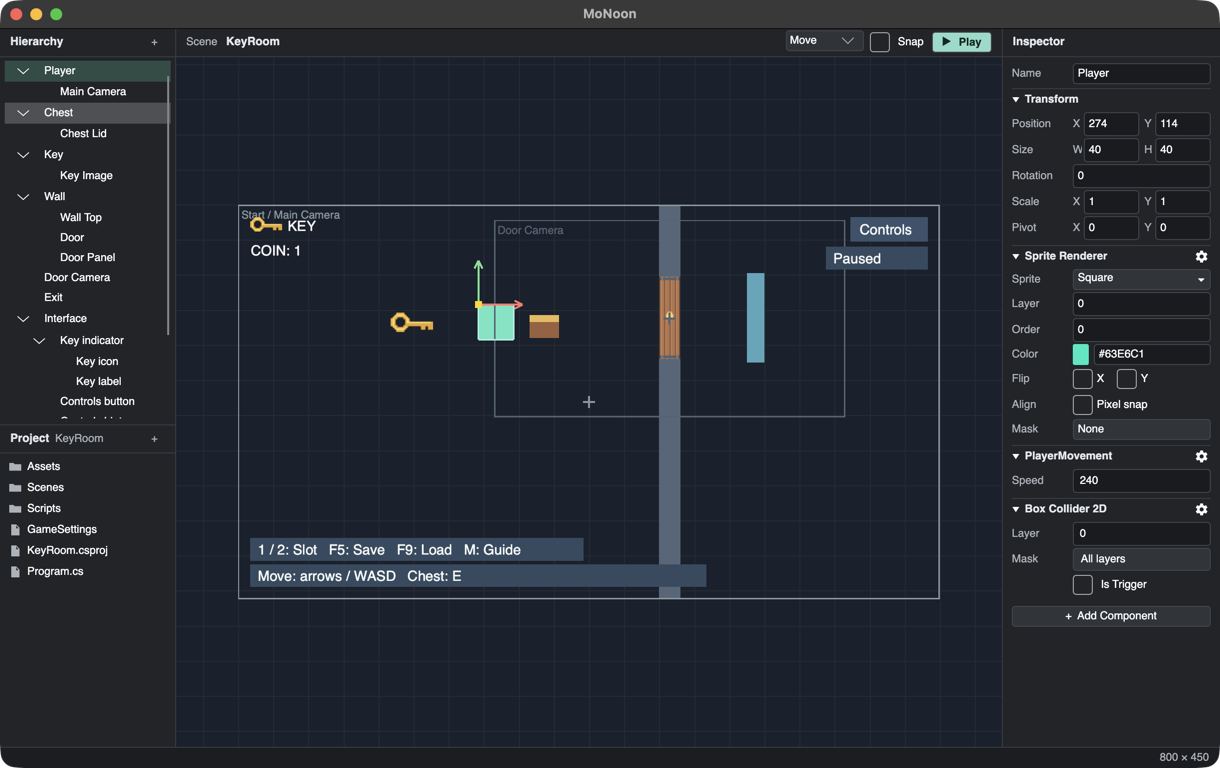 MoNoon
Hierarchy +
Scene KeyRoom
Move
Snap
Play
Inspector
Player
Main Camera
Chest
Chest Lid
Key
Key Image
Wall
Wall Top
Door
Door Panel
Door Camera
Exit
Interface
Key indicator
Key icon
Key label
Controls button
Project KeyRoom +
Assets
Scenes
Scripts
GameSettings
KeyRoom.csproj
Program.cs
Start / Main Camera
KEY
COIN: 1
Door Camera
Controls
Paused
1 / 2: Slot F5: Save F9: Load M: Guide
Move: arrows / WASD Chest: E
Name Player
Transform
Position X 274 Y 114
Size W 40 H 40
Rotation 0
Scale X 1 Y 1
Pivot X 0 Y 0
Sprite Renderer
Sprite Square
Layer 0
Order 0
Color #63E6C1
Flip X Y
Align Pixel snap
Mask None
PlayerMovement
Speed 240
Box Collider 2D
Layer 0
Mask All layers
Is Trigger
+ Add Component
800 × 450